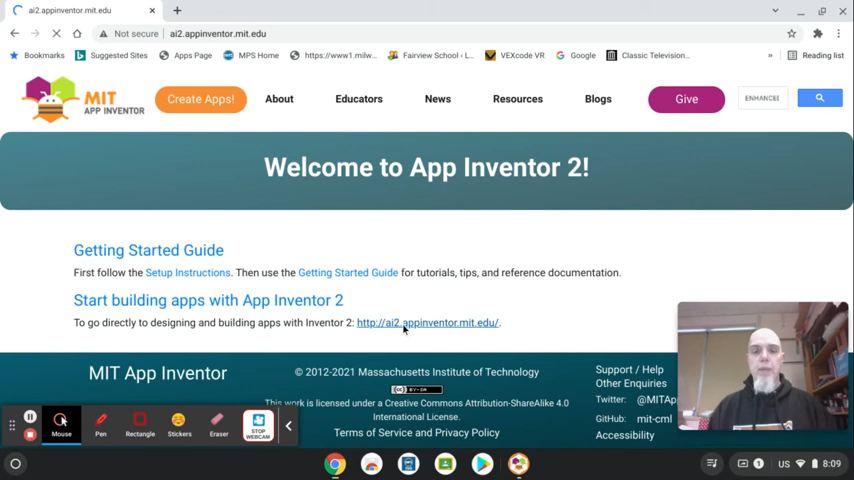 ai2.appinventor.mit.edu
Not secure | ai2.appinventor.mit.edu
Bookmarks Suggested Sites Apps Page MPS Home https://www1.milw... Fairview School ‹ L... VEXcode VR Google Classic Television... » Reading list
MIT APP INVENTOR Create Apps! About Educators News Resources Blogs Give ENHANCEI
Welcome to App Inventor 2!
Getting Started Guide
First follow the Setup Instructions. Then use the Getting Started Guide for tutorials, tips, and reference documentation.
Start building apps with App Inventor 2
To go directly to designing and building apps with Inventor 2: http://ai2.appinventor.mit.edu/.
MIT App Inventor
© 2012-2021 Massachusetts Institute of Technology
CC BY-SA
This work is licensed under a Creative Commons Attribution-ShareAlike 4.0
International License.
Terms of Service and Privacy Policy
Support / Help
Other Enquiries
Twitter: @MITAp
GitHub: mit-cml
Accessibility
Mouse Pen Rectangle Stickers Eraser STOP WEBCAM
1 US 8:09